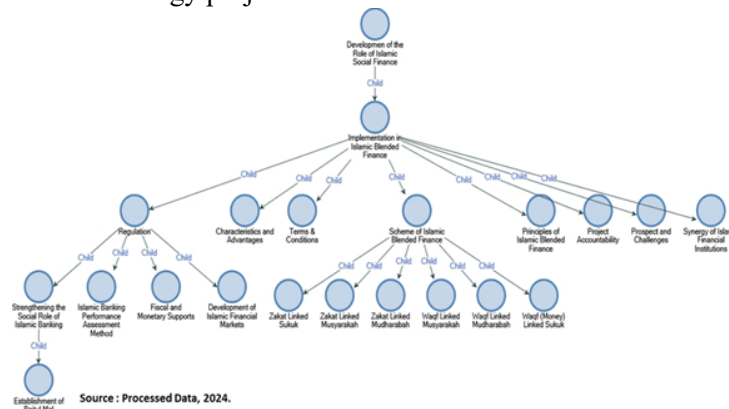 Developmen of the
Role of Islamic
Social Finance
Child
Implementation in
Islamic Blended
Finance
Child
Child
Child
Child
Child
Child
Child
Child
Regulation
Characteristics and
Advantages
Terms &
Conditions
Scheme of Islamic
Blended Finance
Principles of
Islamic Blended
Finance
Project
Accountability
Prospect and
Challenges
Synergy of Islar
Financial
Institutions
Child
Child
Child
Child
Child
Child
Child
Child
Child
Child
Strengthening the
Social Role of
Islamic Banking
Islamic Banking
Performance
Assessment
Method
Fiscal and
Monetary Supports
Development of
Islamic Financial
Markets
Zakat Linked
Sukuk
Zakat Linked
Musyarakah
Zakat Linked
Mudharabah
Waqf Linked
Musyarakah
Waqf Linked
Mudharabah
Waqf (Money)
Linked Sukuk
Child
Establishment of
Source : Processed Data, 2024.